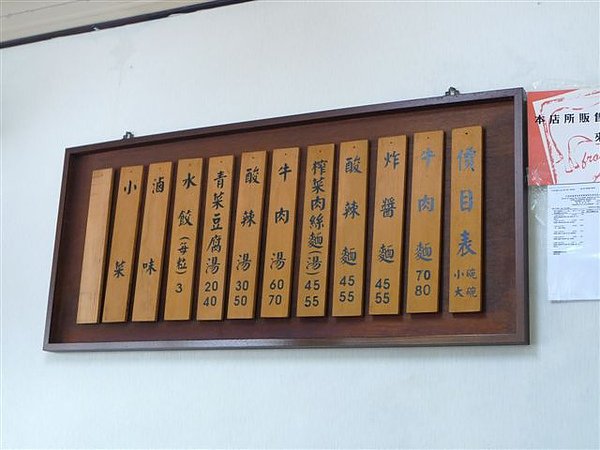 價目表
小碗
大碗
牛肉麵
70
80
炸醬麵
45
55
酸辣麵
45
55
榨菜肉絲麵(湯)
45
55
牛肉湯
60
70
酸辣湯
30
50
青菜豆腐湯
20
40
水餃(每粒)
3
滷味
小菜
本店所販售